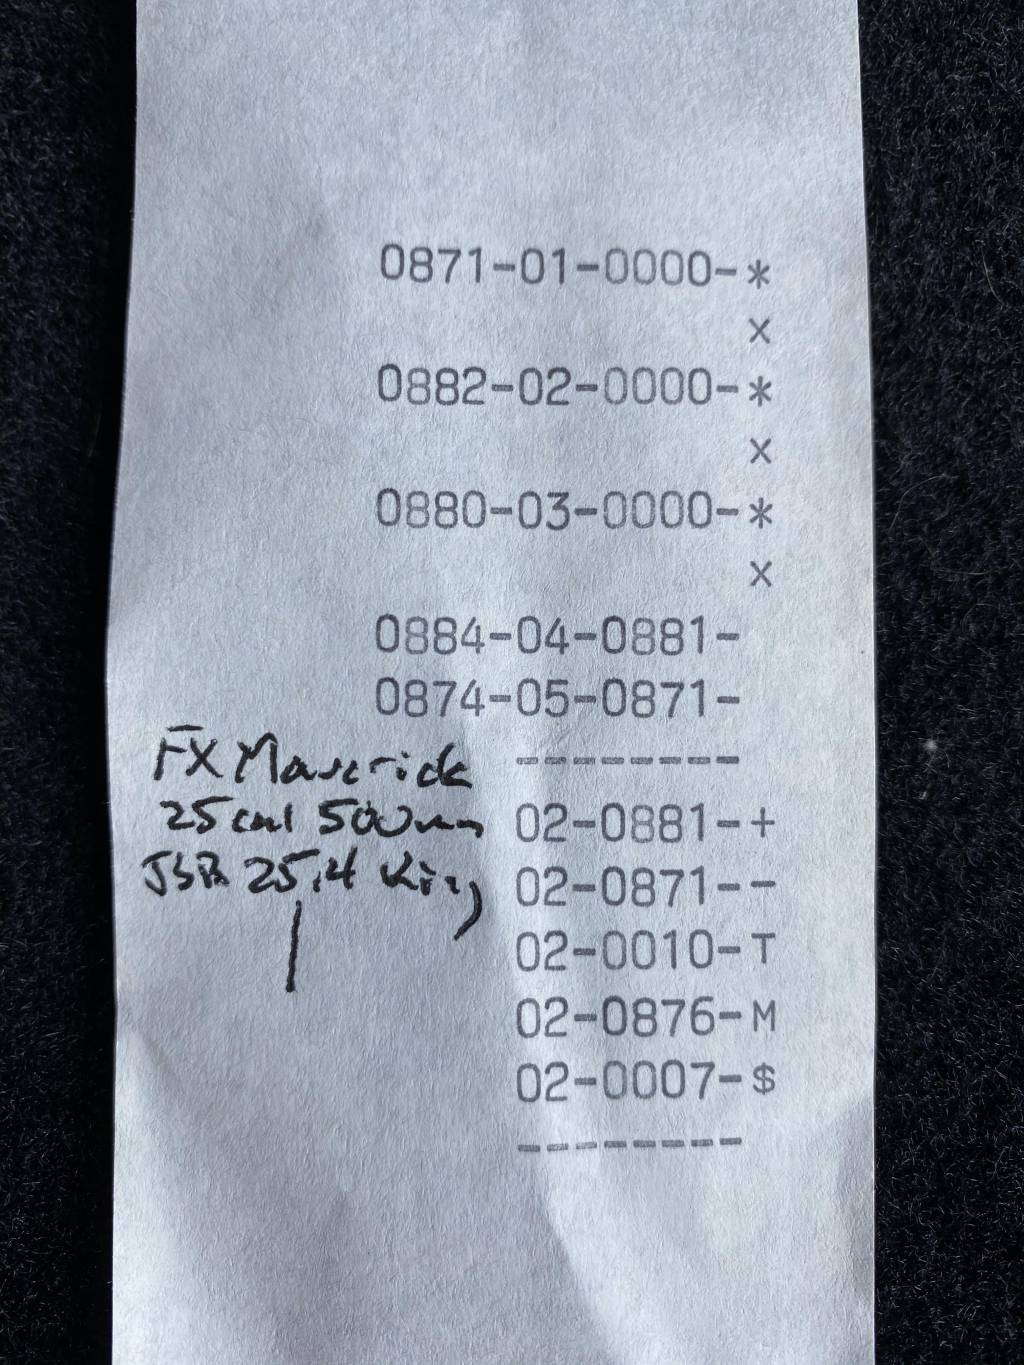 0871-01-0000-*
x
0882-02-0000-*
x
0880-03-0000-*
x
0884-04-0881-
0874-05-0871-
--------
FX Maverick
25 cal 500mm
JSB 25.4 King
02-0881-+
02-0871--
02-0010-T
02-0876-M
02-0007-$
--------